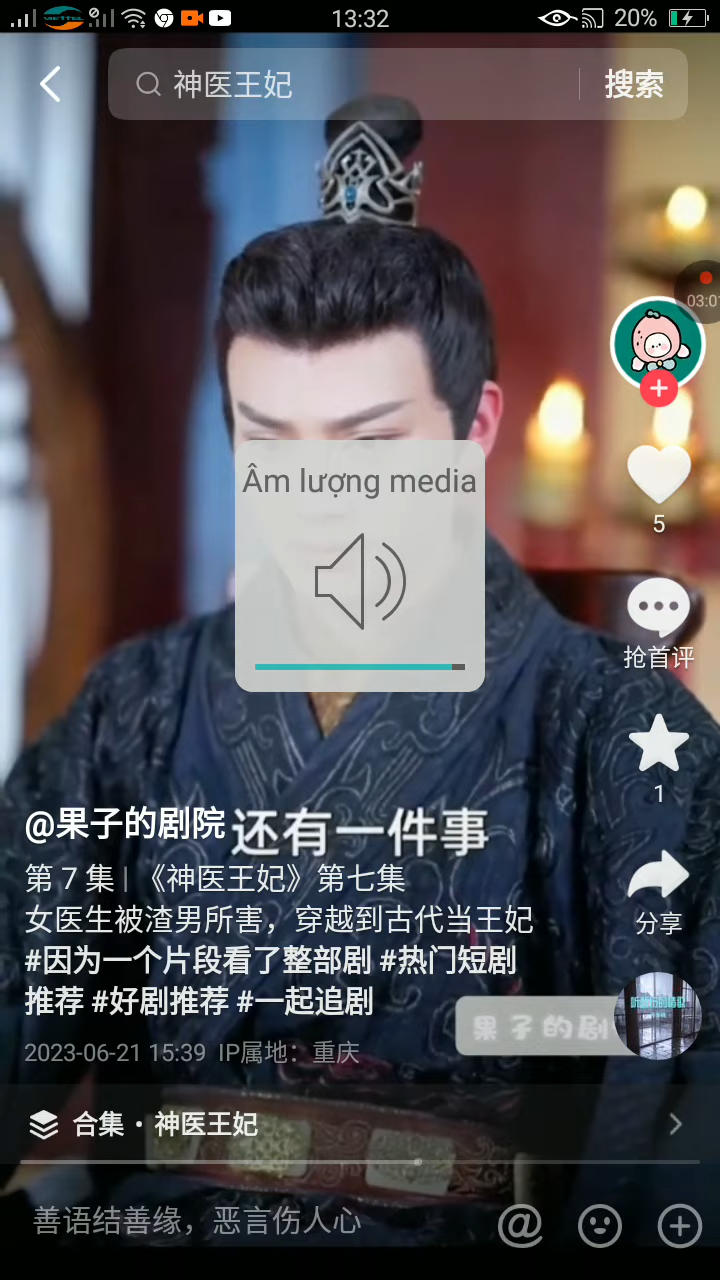 VIETTEL
13:32
20%
神医王妃
搜索
03:0
Âm lượng media
5
抢首评
1
分享
@果子的剧院
还有一件事
第 7 集 | 《神医王妃》第七集
女医生被渣男所害，穿越到古代当王妃
#因为一个片段看了整部剧 #热门短剧
推荐 #好剧推荐 #一起追剧
果子的剧
2023-06-21 15:39 IP属地：重庆
合集·神医王妃
善语结善缘，恶言伤人心